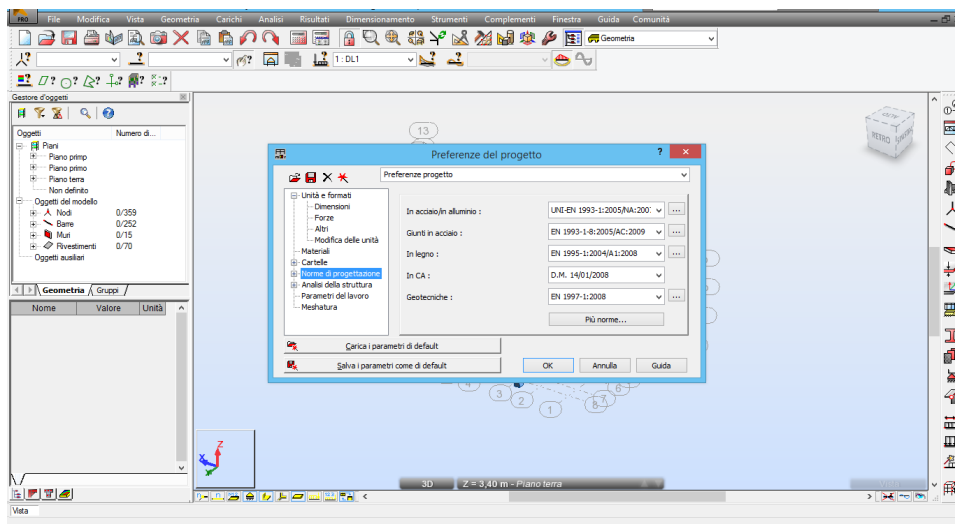 PRO File Modifica Vista Geometria Carichi Analisi Risultati Dimensionamento Strumenti Complementi Finestra Guida Comunità
Geometria
1 : DL1
Gestore d'oggetti
Oggetti Numero di...
Piani
Piano primp
Piano primo
Piano terra
Non definito
Oggetti del modello
Nodi 0/359
Barre 0/252
Muri 0/15
Rivestimenti 0/70
Oggetti ausiliari
Geometria Gruppi
Nome Valore Unità
13
RETRO
Preferenze del progetto ? ×
Preferenze progetto
Unità e formati
Dimensioni
Forze
Altri
Modifica delle unità
Materiali
Cartelle
Norme di progettazione
Analisi della struttura
Parametri del lavoro
Meshatura
In acciaio/in alluminio : UNI-EN 1993-1:2005/NA:200 ...
Giunti in acciaio : EN 1993-1-8:2005/AC:2009 ...
In legno : EN 1995-1:2004/A1:2008 ...
In CA : D.M. 14/01/2008
Geotecniche : EN 1997-1:2008 ...
Più norme...
Carica i parametri di default
Salva i parametri come di default
OK Annulla Guida
4 3 2 1 8 7 6
Z
X
3D Z = 3,40 m - Piano terra
Vista
Vista